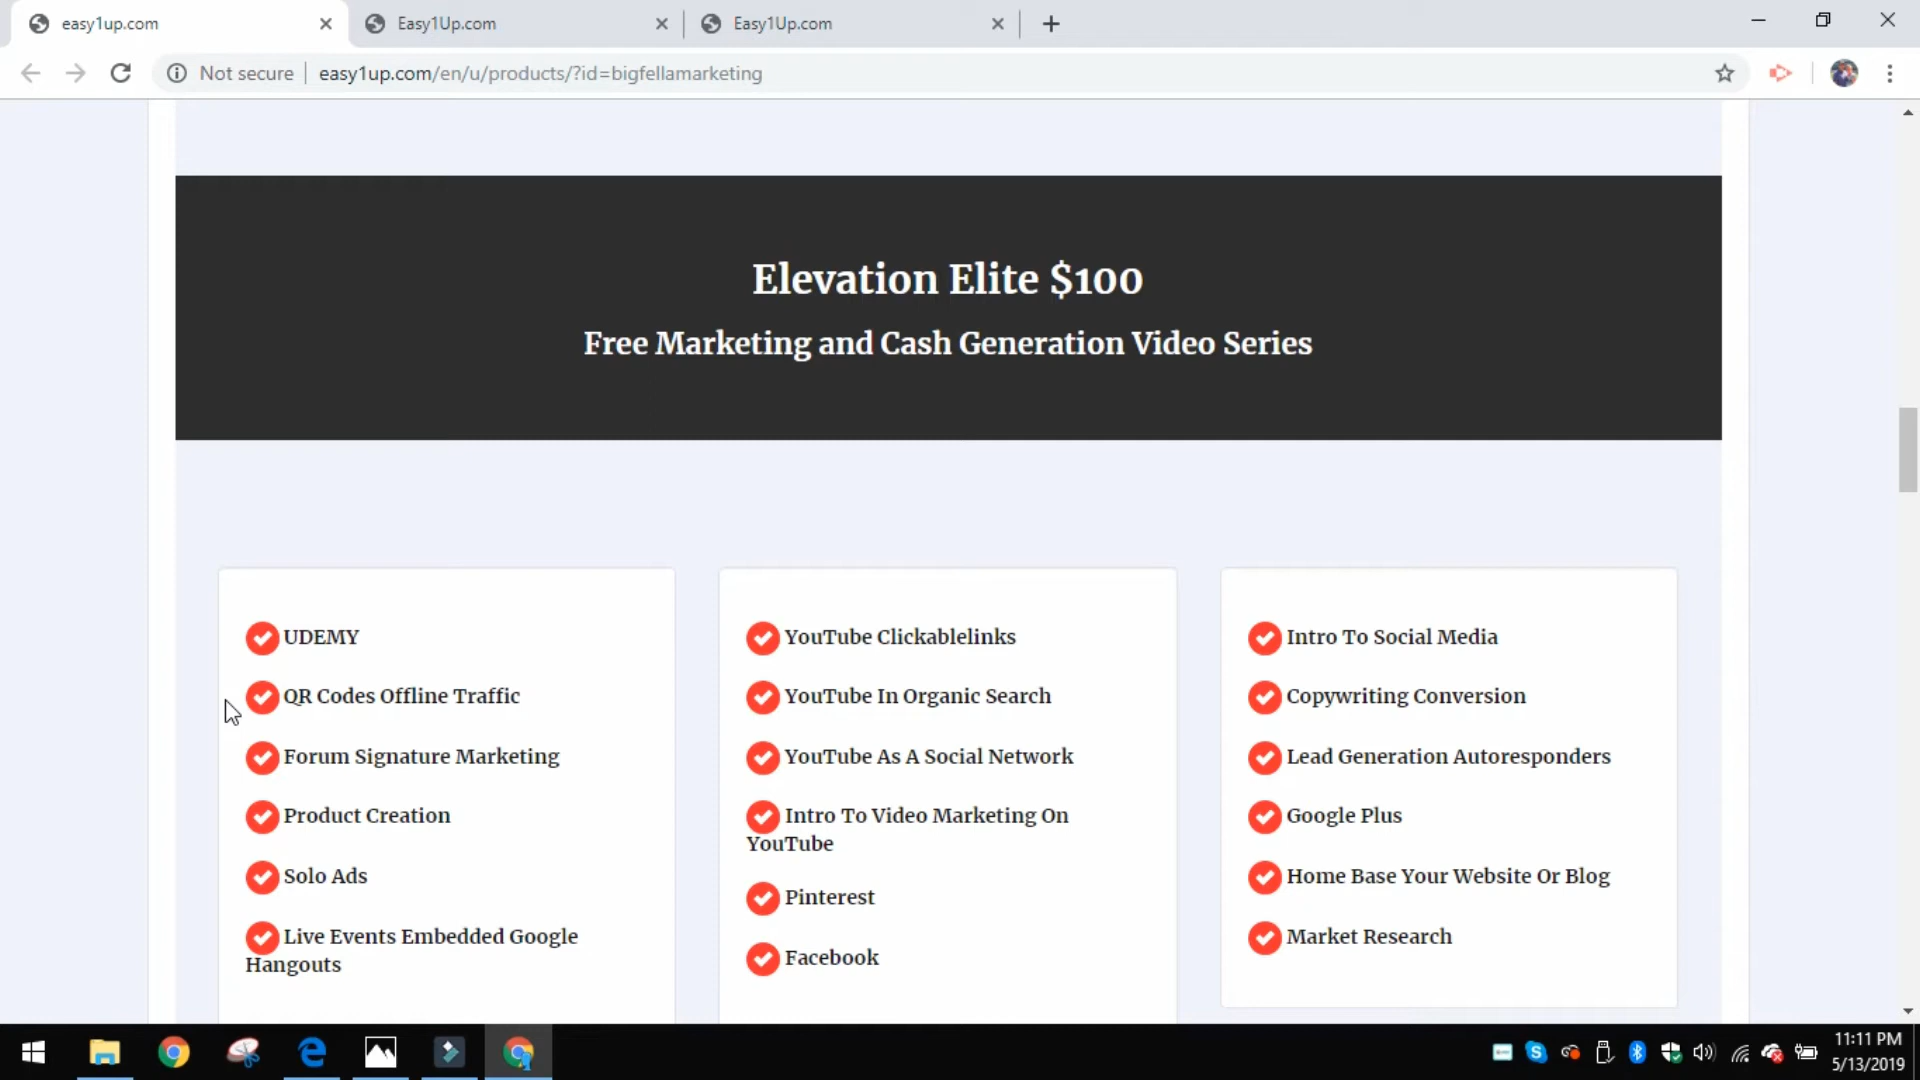 easy1up.com
Easy1Up.com
Easy1Up.com
Not secure
easy1up.com/en/u/products/?id=bigfellamarketing
Elevation Elite $100
Free Marketing and Cash Generation Video Series
UDEMY
QR Codes Offline Traffic
Forum Signature Marketing
Product Creation
Solo Ads
Live Events Embedded Google
Hangouts
YouTube Clickablelinks
YouTube In Organic Search
YouTube As A Social Network
Intro To Video Marketing On
YouTube
Pinterest
Facebook
Intro To Social Media
Copywriting Conversion
Lead Generation Autoresponders
Google Plus
Home Base Your Website Or Blog
Market Research
11:11 PM
5/13/2019